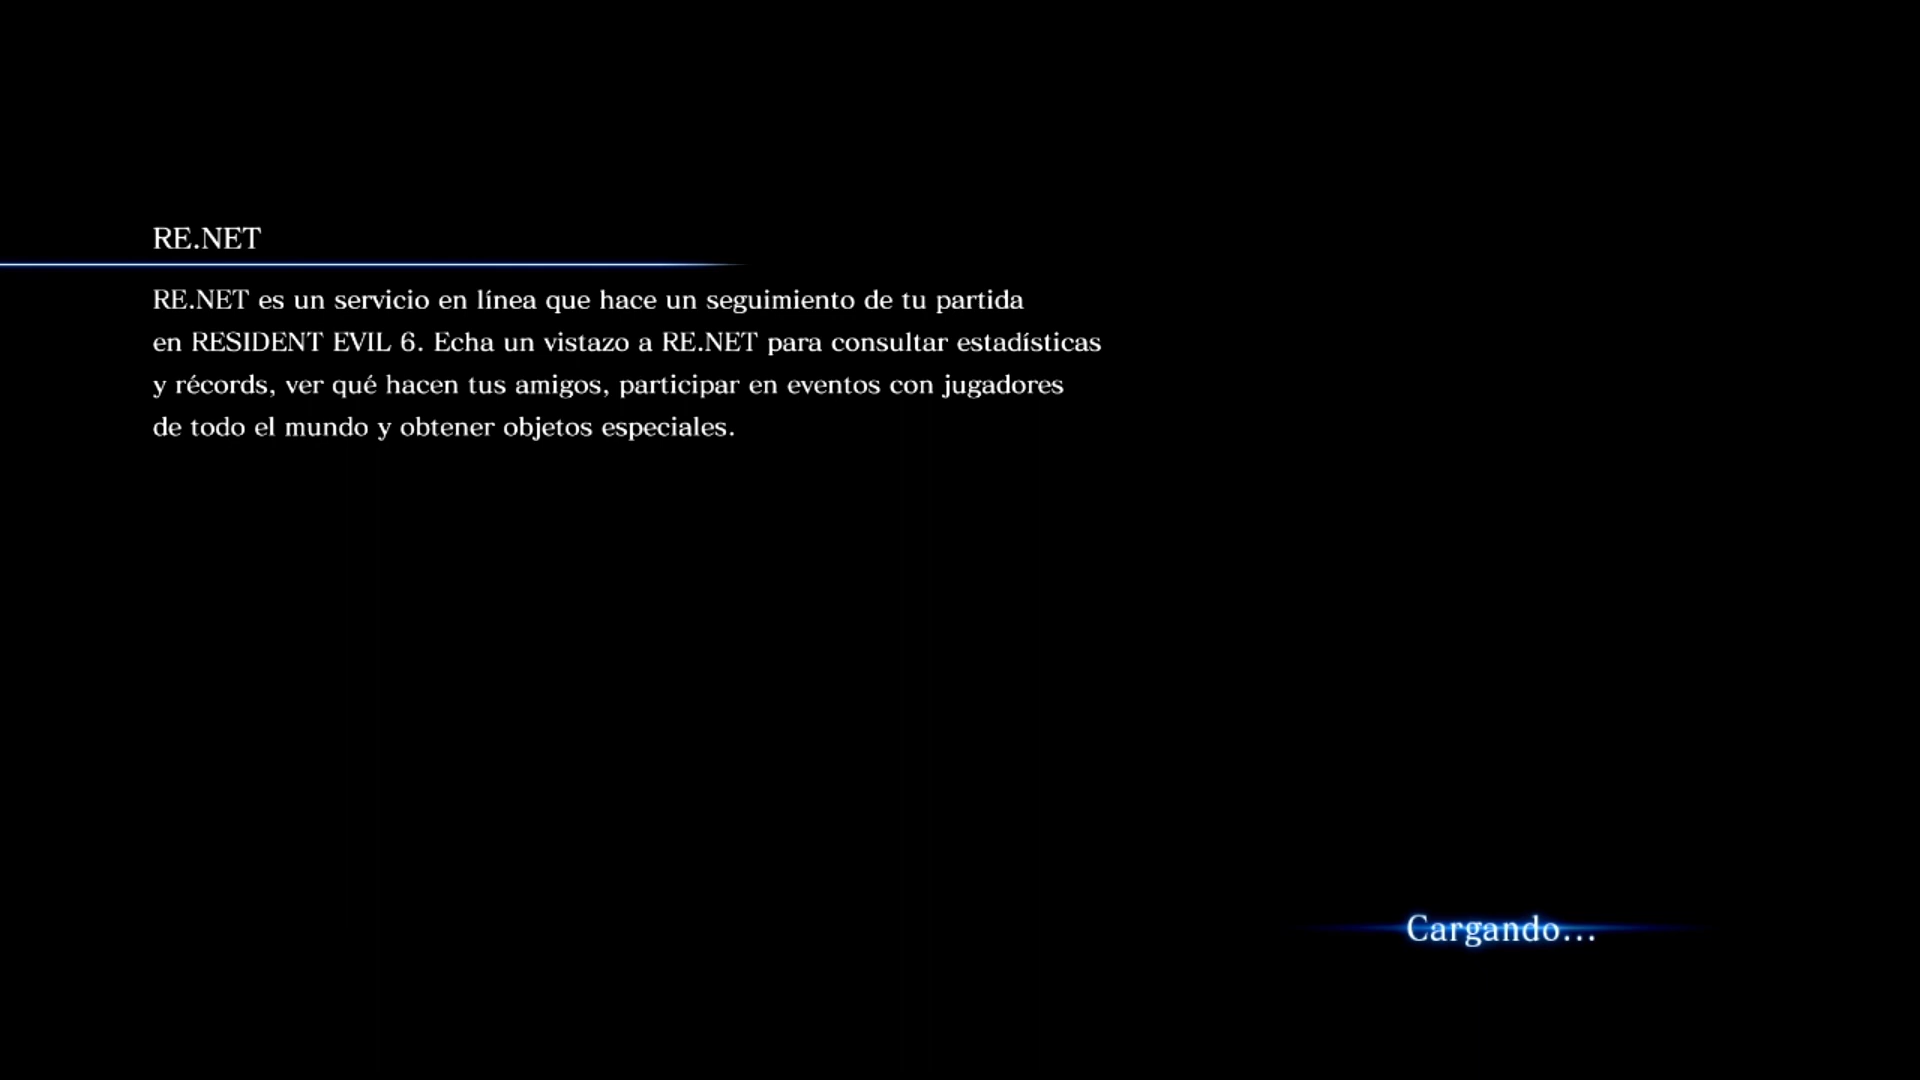 RE.NET
RE.NET es un servicio en línea que hace un seguimiento de tu partida
en RESIDENT EVIL 6. Echa un vistazo a RE.NET para consultar estadísticas
y récords, ver qué hacen tus amigos, participar en eventos con jugadores
de todo el mundo y obtener objetos especiales.
Cargando...